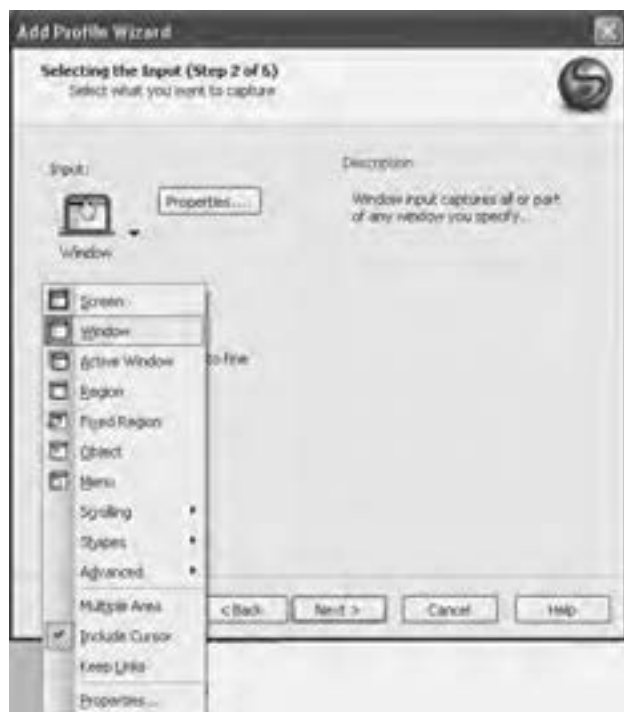 Add Profile Wizard
Selecting the Input (Step 2 of 5)
Select what you want to capture
Input:
Properties...
Window
Description
Window input captures all or part
of any window you specify...
Screen
Window
Active Window
to fine
Region
Fixed Region
Object
Menu
Scrolling
Shapes
Advanced
Multiple Area
Include Cursor
Keep Links
Properties...
< Back
Next >
Cancel
Help